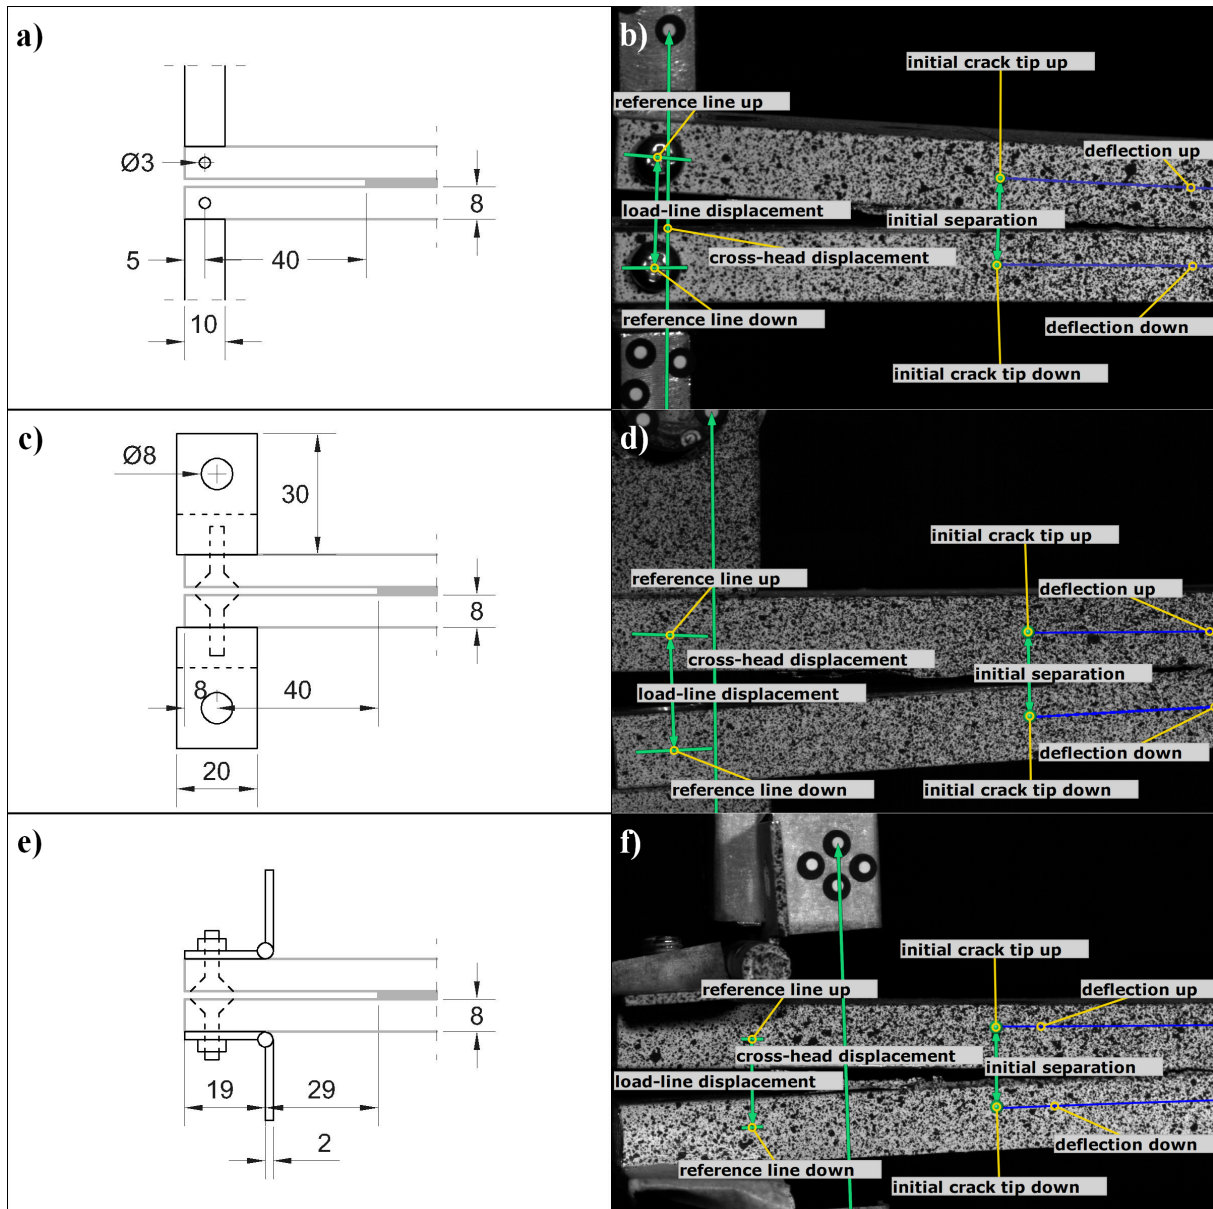 a)
Ø3
8
5
40
10
b)
initial crack tip up
reference line up
deflection up
load-line displacement
initial separation
cross-head displacement
reference line down
deflection down
initial crack tip down
c)
Ø8
30
8
8
40
20
d)
initial crack tip up
reference line up
deflection up
cross-head displacement
initial separation
load-line displacement
deflection down
reference line down
initial crack tip down
e)
8
19
29
2
f)
initial crack tip up
reference line up
deflection up
cross-head displacement
initial separation
load-line displacement
deflection down
reference line down
initial crack tip down